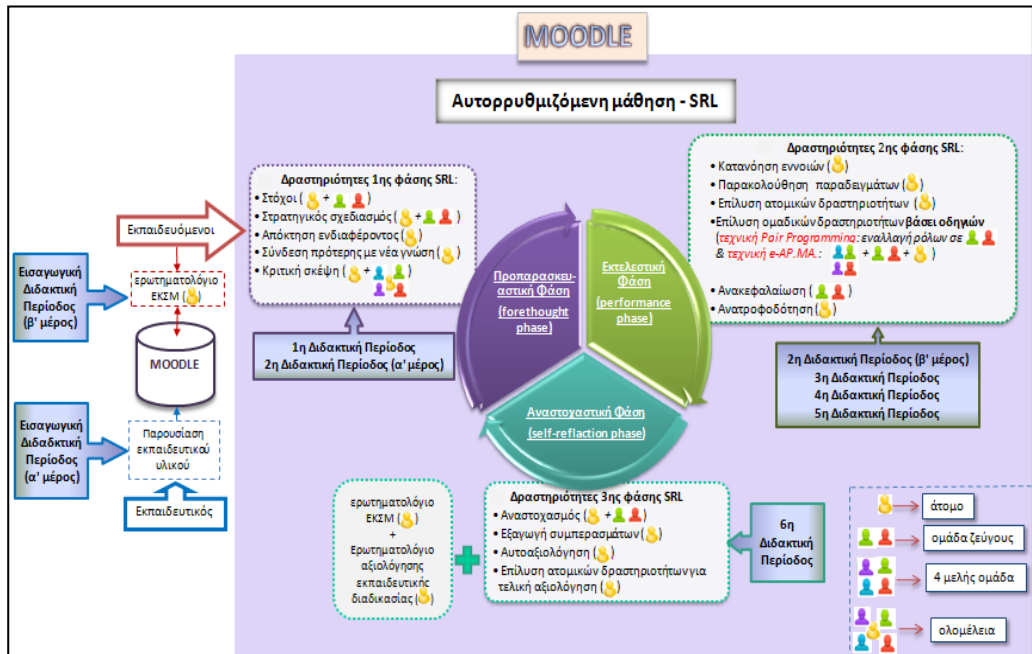 MOODLE
Αυτορρυθμιζόμενη μάθηση - SRL
Εκπαιδευόμενοι
Εισαγωγική
Διδακτική
Περίοδος
(β' μέρος)
ερωτηματολόγιο
ΕΚΣΜ ( )
MOODLE
Εισαγωγική
Διδαδκτική
Περίοδος
(α' μέρος)
Παρουσίαση
εκπαιδευτικού
υλικού
Εκπαιδευτικός
Δραστηριότητες 1ης φάσης SRL:
• Στόχοι ( + )
• Στρατηγικός σχεδιασμός ( + )
• Απόκτηση ενδιαφέροντος ( )
• Σύνδεση πρότερης με νέα γνώση ( )
• Κριτική σκέψη ( + )
1η Διδακτική Περίοδος
2η Διδακτική Περίοδος (α' μέρος)
Προπαρασκευ-
αστική Φάση
(forethought
phase)
Εκτελεστική
Φάση
(performance
phase)
Αναστοχαστική Φάση
(self-reflaction phase)
Δραστηριότητες 2ης φάσης SRL:
• Κατανόηση εννοιών ( )
• Παρακολούθηση παραδειγμάτων ( )
• Επίλυση ατομικών δραστηριοτήτων ( )
•Επίλυση ομαδικών δραστηριοτήτων βάσει οδηγιών
(τεχνική Pair Programming: εναλλαγή ρόλων σε
& τεχνική e-AP.MA.: + + )
• Ανακεφαλαίωση ( )
• Ανατροφοδότηση ( )
2η Διδακτική Περίοδος (β' μέρος)
3η Διδακτική Περίοδος
4η Διδακτική Περίοδος
5η Διδακτική Περίοδος
ερωτηματολόγιο
ΕΚΣΜ ( )
+
Ερωτηματολόγιο
αξιολόγησης
εκπαιδευτικής
διαδικασίας ( )
Δραστηριότητες 3ης φάσης SRL
• Αναστοχασμός ( + )
• Εξαγωγή συμπερασμάτων ( )
• Αυτοαξιολόγηση ( )
• Επίλυση ατομικών δραστηριοτήτων για
τελική αξιολόγηση ( )
6η
Διδακτική
Περίοδος
άτομο
ομάδα ζεύγους
4 μελής ομάδα
ολομέλεια